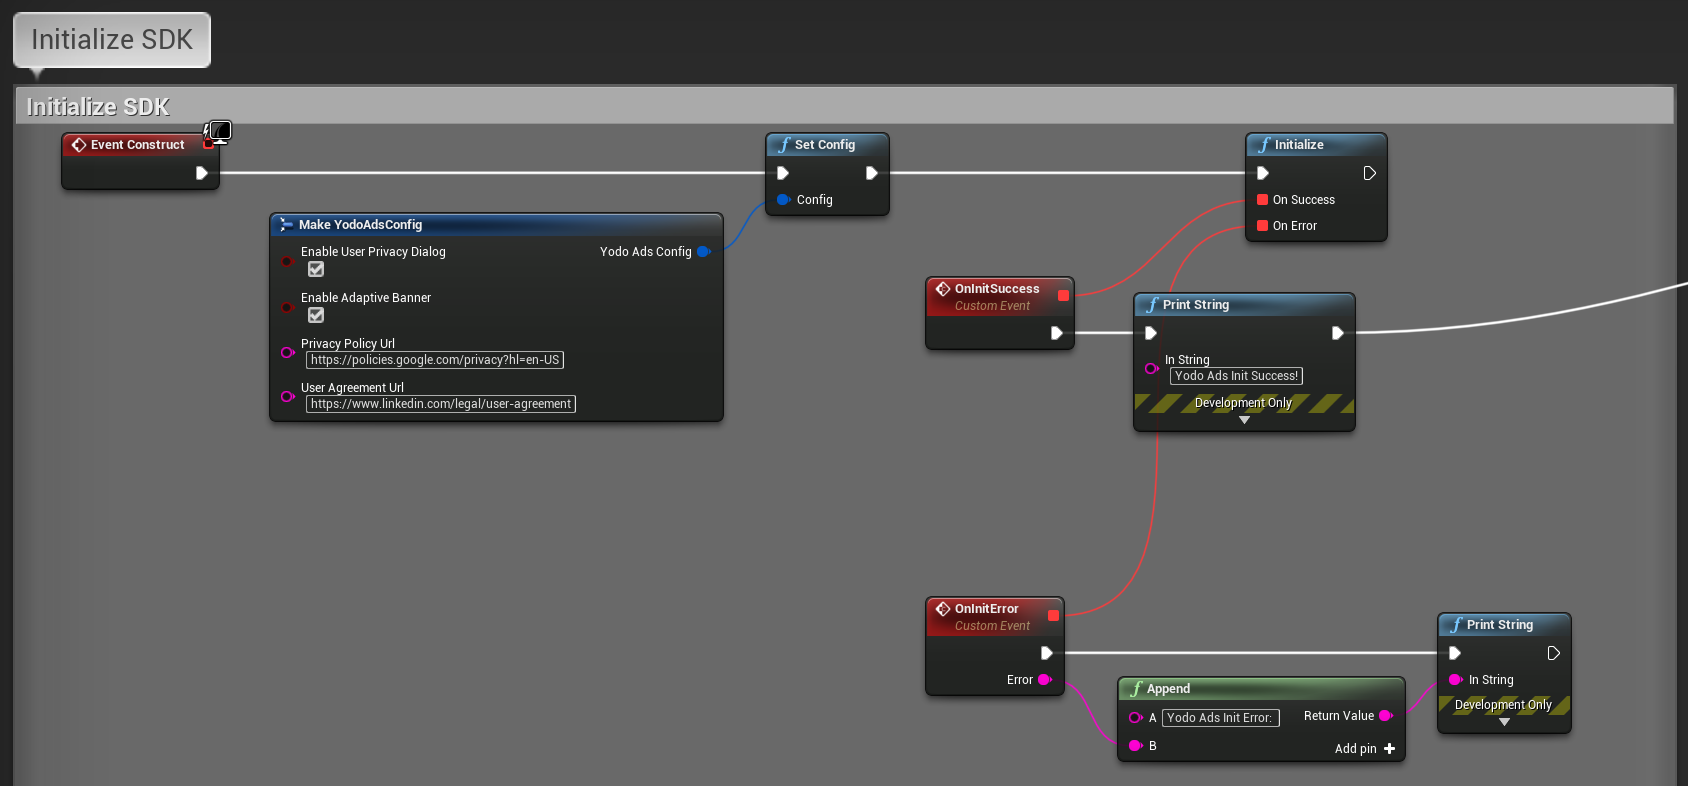 Initialize SDK
Initialize SDK
Event Construct
Set Config
Config
Initialize
On Success
On Error
Make YodoAdsConfig
Enable User Privacy Dialog
Yodo Ads Config
Enable Adaptive Banner
Privacy Policy Url
https://policies.google.com/privacy?hl=en-US
User Agreement Url
https://www.linkedin.com/legal/user-agreement
OnInitSuccess
Custom Event
Print String
In String
Yodo Ads Init Success!
Development Only
OnInitError
Custom Event
Error
Append
A
Yodo Ads Init Error:
Return Value
B
Add pin
Print String
In String
Development Only